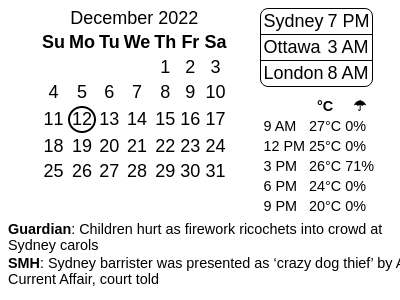 December 2022
Su Mo Tu We Th Fr Sa
1 2 3
4 5 6 7 8 9 10
11 12 13 14 15 16 17
18 19 20 21 22 23 24
25 26 27 28 29 30 31
Sydney 7 PM
Ottawa 3 AM
London 8 AM
°C ☂
9 AM 27°C 0%
12 PM 25°C 0%
3 PM 26°C 71%
6 PM 24°C 0%
9 PM 20°C 0%
Guardian: Children hurt as firework ricochets into crowd at
Sydney carols
SMH: Sydney barrister was presented as ‘crazy dog thief’ by A
Current Affair, court told